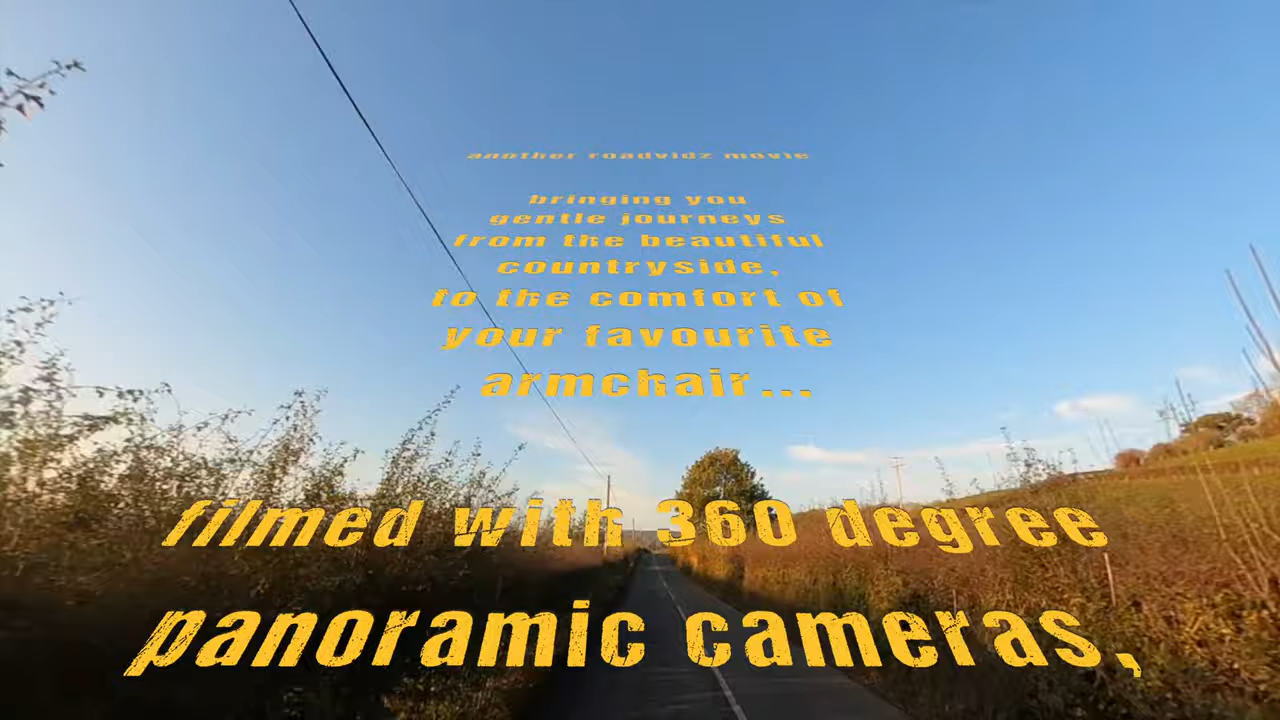 another roadvidz movie
bringing you
gentle journeys
from the beautiful
countryside,
to the comfort of
your favourite
armchair...
filmed with 360 degree
panoramic cameras,